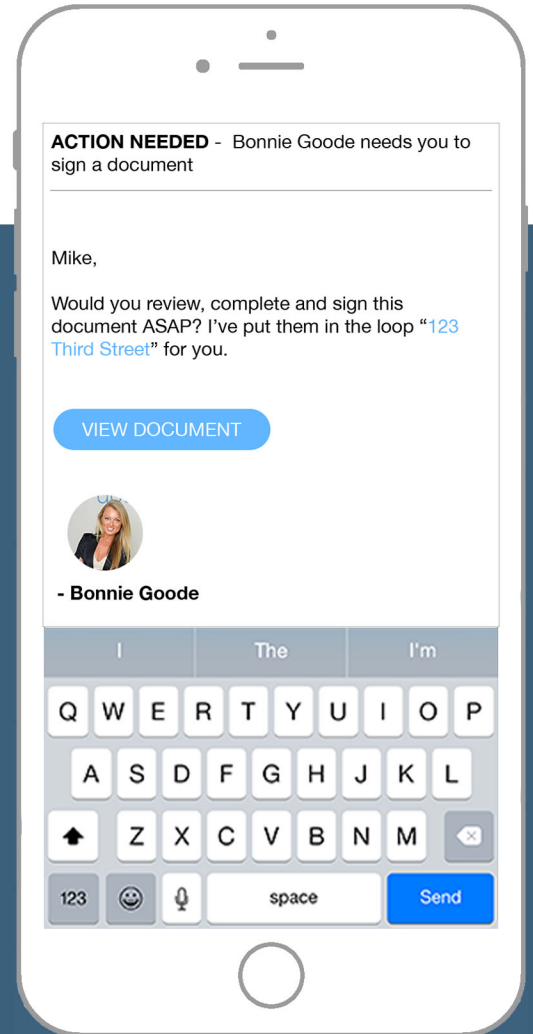 ACTION NEEDED - Bonnie Goode needs you to
sign a document
Mike,
Would you review, complete and sign this
document ASAP? I’ve put them in the loop “123
Third Street” for you.
VIEW DOCUMENT
- Bonnie Goode
I The I'm
Q W E R T Y U I O P
A S D F G H J K L
Z X C V B N M
123 space Send